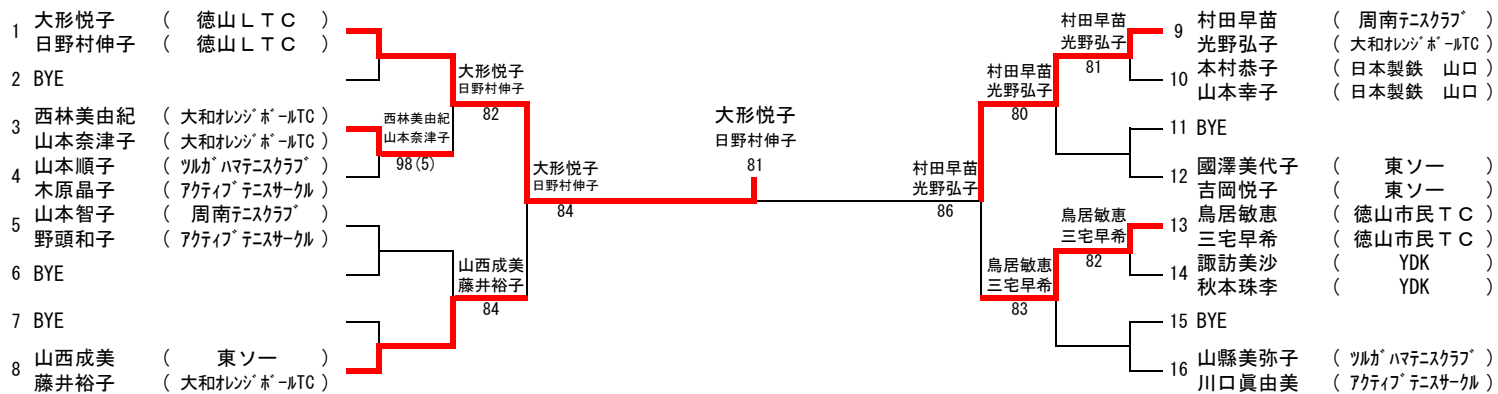 1 大形悦子 ( 徳山LTC )
日野村伸子 ( 徳山LTC )
2 BYE
3 西林美由紀 ( 大和ｵﾚﾝｼﾞﾎﾞｰﾙTC )
山本奈津子 ( 大和ｵﾚﾝｼﾞﾎﾞｰﾙTC )
4 山本順子 ( ﾂﾙｶﾞﾊﾏﾃﾆｽｸﾗﾌﾞ )
木原晶子 ( ｱｸﾃｨﾌﾞﾃﾆｽｻｰｸﾙ )
5 山本智子 ( 周南ﾃﾆｽｸﾗﾌﾞ )
野頭和子 ( ｱｸﾃｨﾌﾞﾃﾆｽｻｰｸﾙ )
6 BYE
7 BYE
8 山西成美 ( 東ソー )
藤井裕子 ( 大和ｵﾚﾝｼﾞﾎﾞｰﾙTC )
西林美由紀
山本奈津子
98(5)
大形悦子
日野村伸子
82
山西成美
藤井裕子
84
大形悦子
日野村伸子
84
大形悦子
日野村伸子
81
村田早苗
光野弘子
86
村田早苗
光野弘子
80
鳥居敏恵
三宅早希
83
村田早苗
光野弘子
81
鳥居敏恵
三宅早希
82
9 村田早苗 ( 周南ﾃﾆｽｸﾗﾌﾞ )
光野弘子 ( 大和ｵﾚﾝｼﾞﾎﾞｰﾙTC )
10 本村恭子 ( 日本製鉄 山口 )
山本幸子 ( 日本製鉄 山口 )
11 BYE
12 國澤美代子 ( 東ソー )
吉岡悦子 ( 東ソー )
13 鳥居敏恵 ( 徳山市民TC )
三宅早希 ( 徳山市民TC )
14 諏訪美沙 ( YDK )
秋本珠李 ( YDK )
15 BYE
16 山縣美弥子 ( ﾂﾙｶﾞﾊﾏﾃﾆｽｸﾗﾌﾞ )
川口眞由美 ( ｱｸﾃｨﾌﾞﾃﾆｽｻｰｸﾙ )